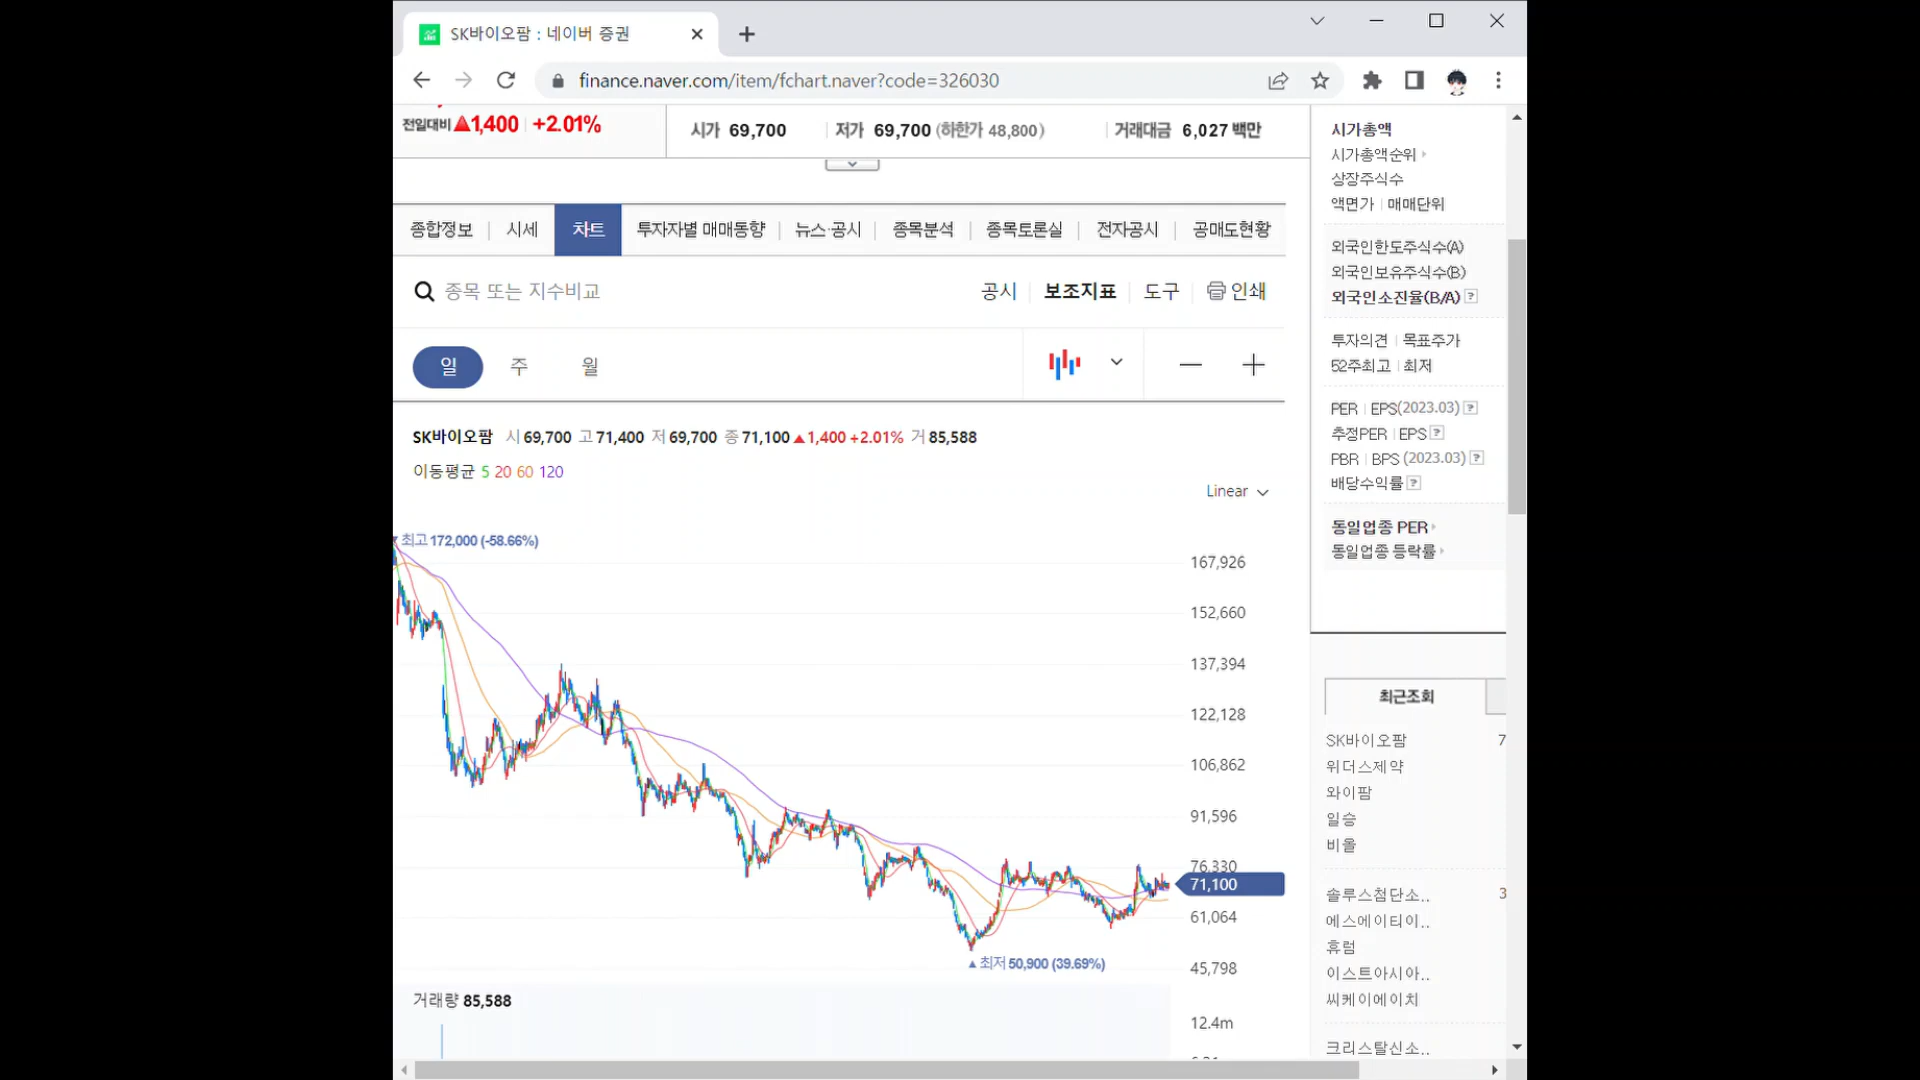 SK바이오팜 : 네이버 증권
finance.naver.com/item/fchart.naver?code=326030
전일대비 ▲1,400 +2.01%
시가 69,700 저가 69,700 (하한가 48,800) 거래대금 6,027 백만
종합정보 시세 차트 투자자별 매매동향 뉴스·공시 종목분석 종목토론실 전자공시 공매도현황
종목 또는 지수비교
공시 보조지표 도구 인쇄
일 주 월
SK바이오팜 시 69,700 고 71,400 저 69,700 종 71,100 ▲1,400 +2.01% 거 85,588
이동평균 5 20 60 120
Linear
최고 172,000 (-58.66%)
167,926
152,660
137,394
122,128
106,862
91,596
76,330
71,100
61,064
▲최저 50,900 (39.69%)
45,798
거래량 85,588
12.4m
시가총액
시가총액순위
상장주식수
액면가 매매단위
외국인한도주식수(A)
외국인보유주식수(B)
외국인소진율(B/A) ?
투자의견 목표주가
52주최고 최저
PER EPS(2023.03) ?
추정PER EPS ?
PBR BPS (2023.03) ?
배당수익률 ?
동일업종 PER
동일업종 등락률
최근조회
SK바이오팜 7
위더스제약
와이팜
일승
비올
솔루스첨단소.. 3
에스에이티이..
휴럼
이스트아시아..
씨케이에이치
크리스탈신소..